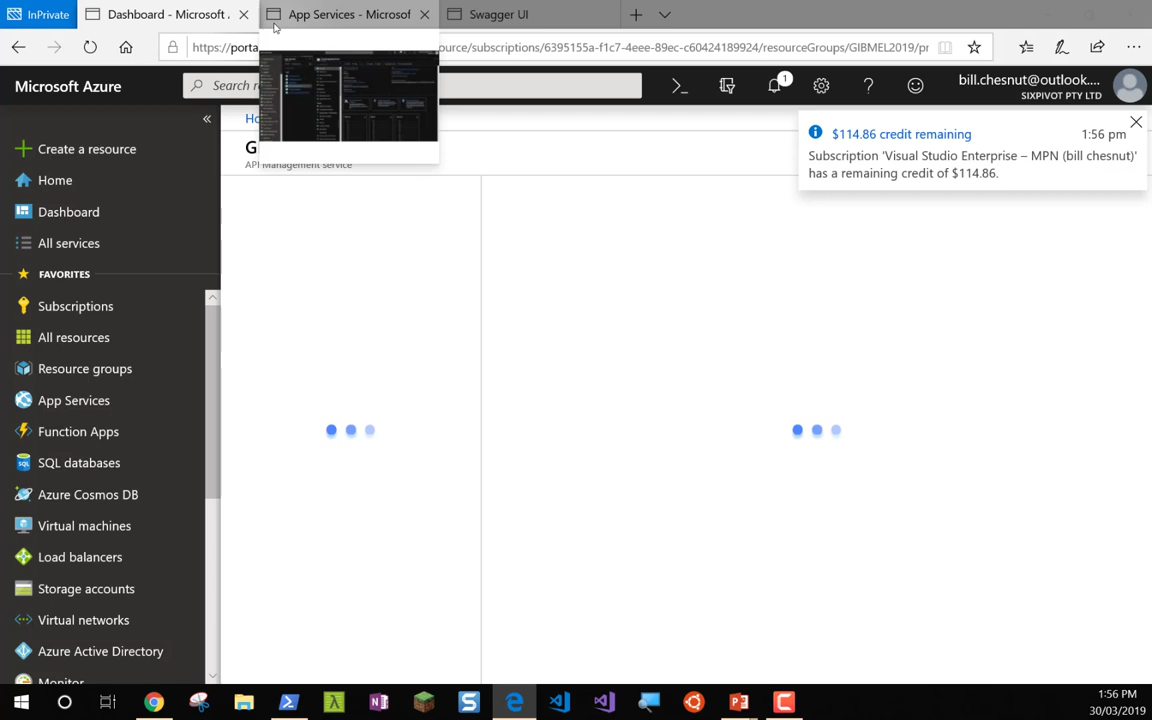 InPrivate
Dashboard - Microsoft
App Services - Microsof
Swagger UI
https://porta
ource/subscriptions/6395155a-f1c7-4eee-89ec-c60424189924/resourceGroups/GIBMEL2019/pr
Microsoft Azure
Search r
1
bill.chesnut@outlook....
SIXPIVOT PTY LTD
Create a resource
Home
Dashboard
All services
FAVORITES
Subscriptions
All resources
Resource groups
App Services
Function Apps
SQL databases
Azure Cosmos DB
Virtual machines
Load balancers
Storage accounts
Virtual networks
Azure Active Directory
Monitor
Ho
G
API Management service
$114.86 credit remaining
1:56 pm
Subscription 'Visual Studio Enterprise – MPN (bill chesnut)'
has a remaining credit of $114.86.
1:56 PM
30/03/2019